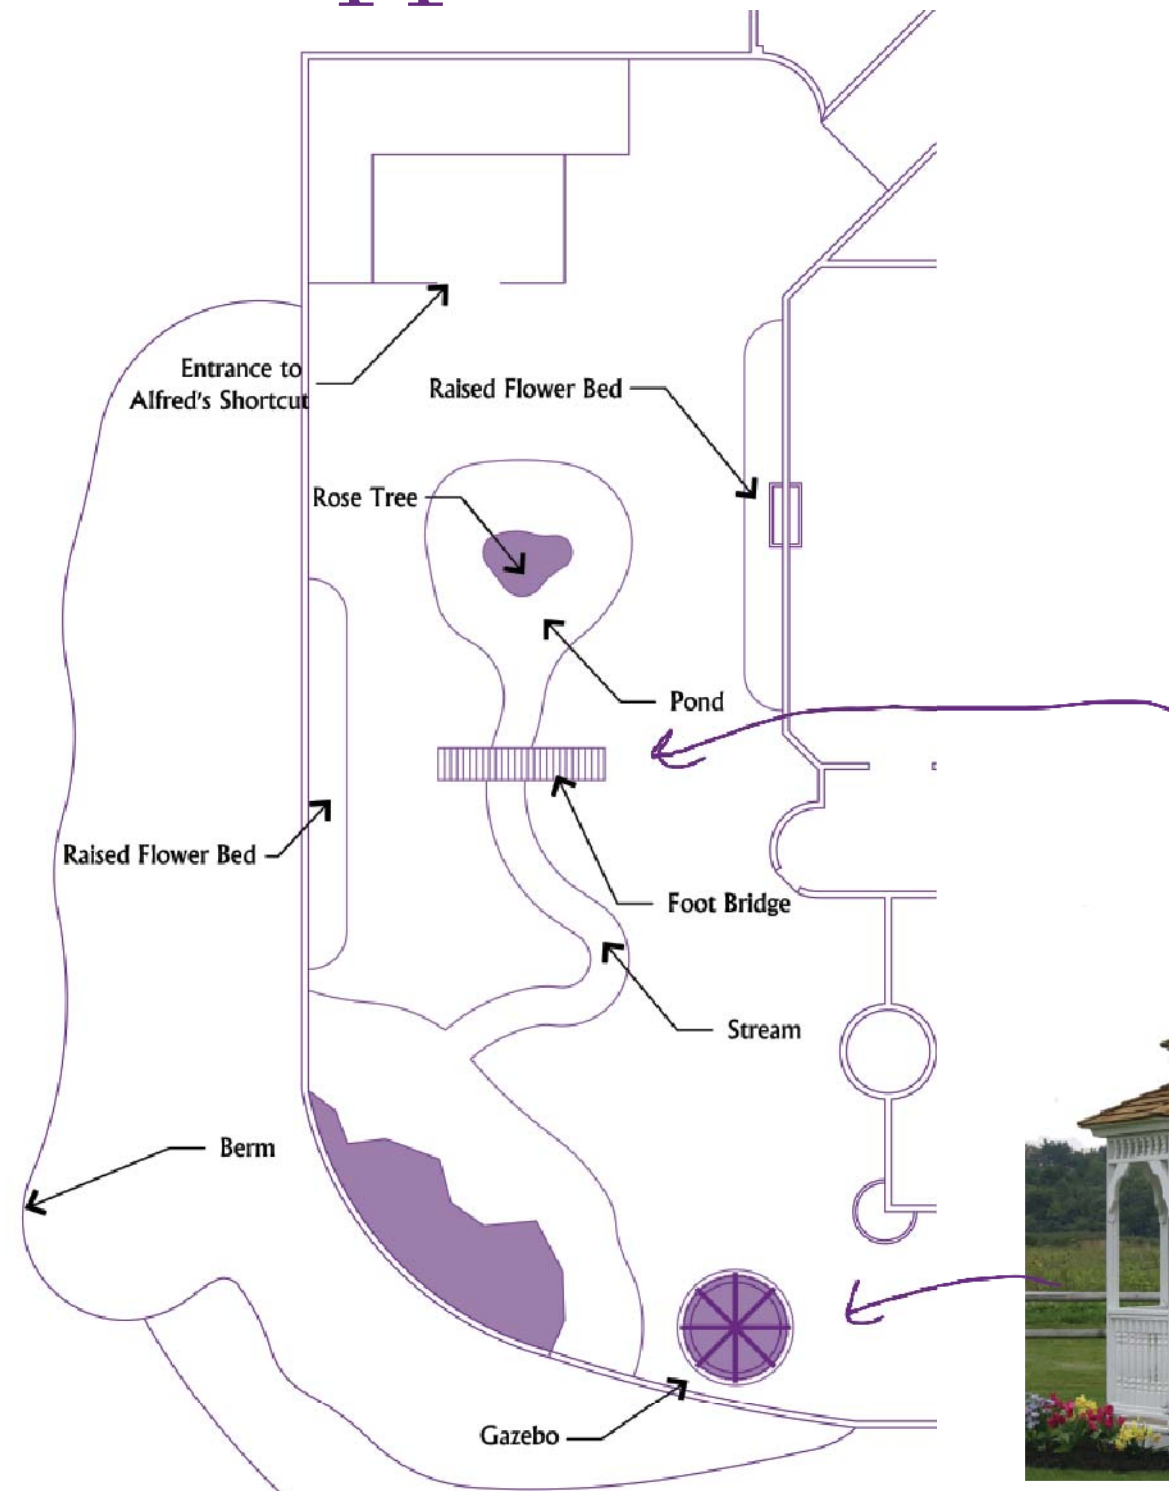 Entrance to
Alfred's Shortcut
Raised Flower Bed
Rose Tree
Pond
Raised Flower Bed
Foot Bridge
Stream
Berm
Gazebo